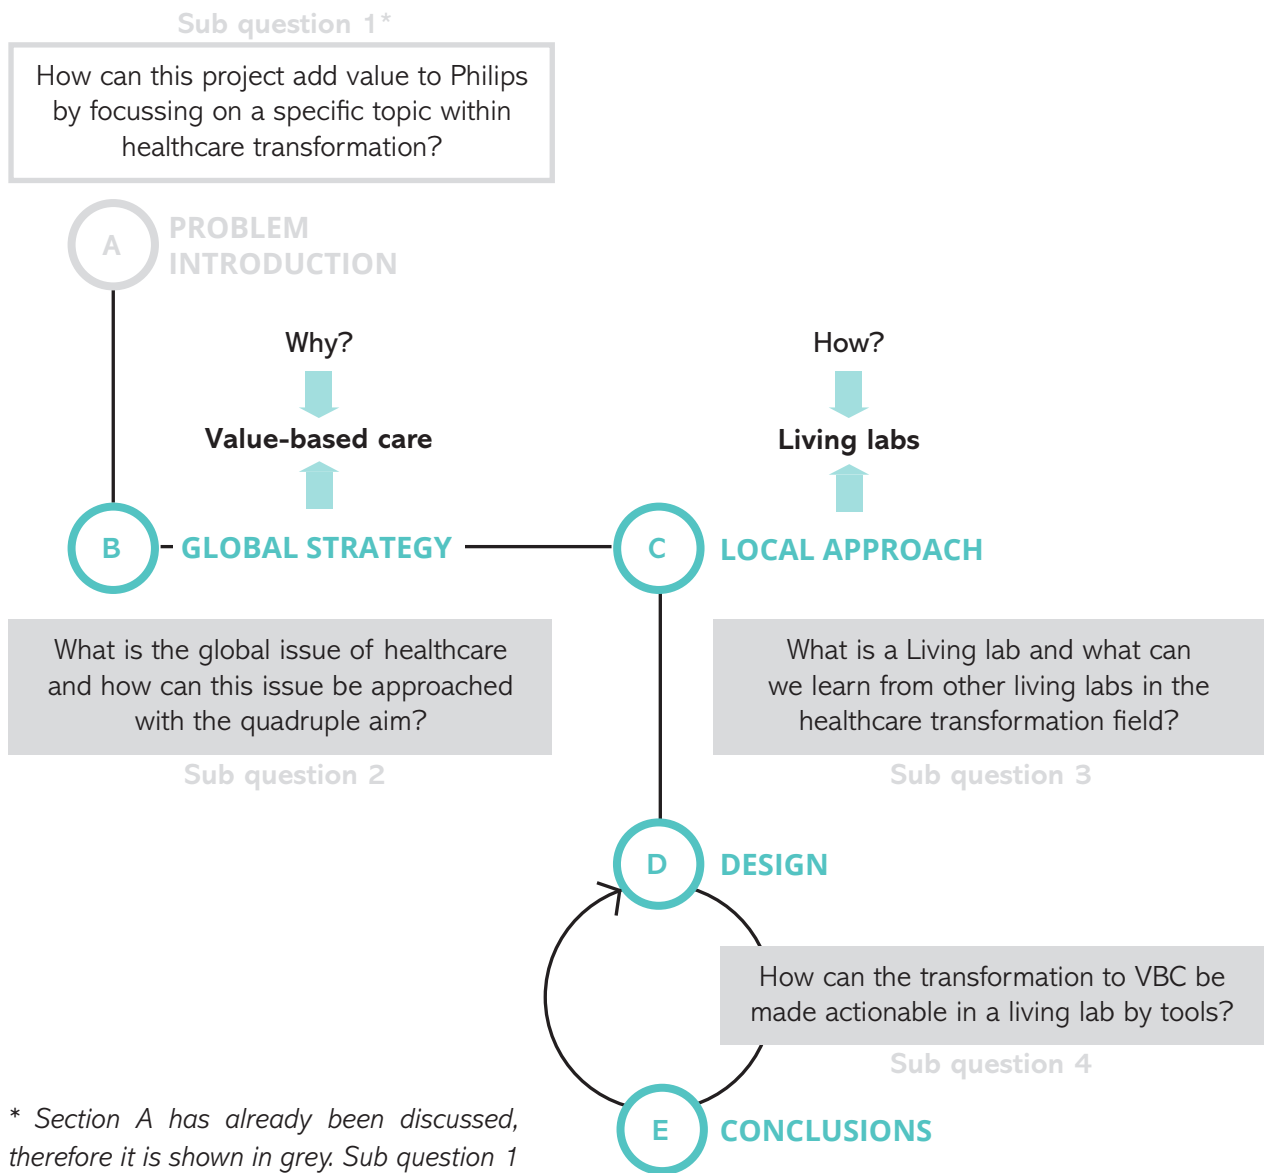 Sub question 1*
How can this project add value to Philips
by focussing on a specific topic within
healthcare transformation?
A
PROBLEM
INTRODUCTION
Why?
Value-based care
How?
Living labs
B
GLOBAL STRATEGY
C
LOCAL APPROACH
What is the global issue of healthcare
and how can this issue be approached
with the quadruple aim?
Sub question 2
What is a Living lab and what can
we learn from other living labs in the
healthcare transformation field?
Sub question 3
D
DESIGN
How can the transformation to VBC be
made actionable in a living lab by tools?
Sub question 4
E
CONCLUSIONS
* Section A has already been discussed,
therefore it is shown in grey. Sub question 1